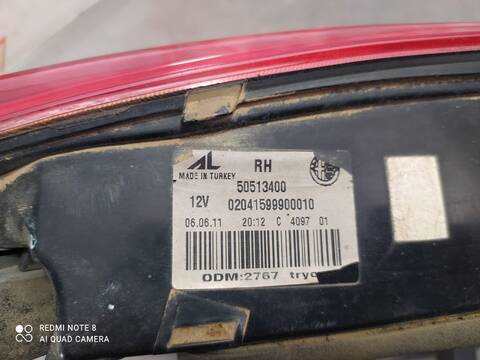 AL RH
MADE IN TURKEY
50513400
12V 02041599900010
06.06.11 20:12 C 4097 01
ODM:2767
REDMI NOTE 8
AI QUAD CAMERA